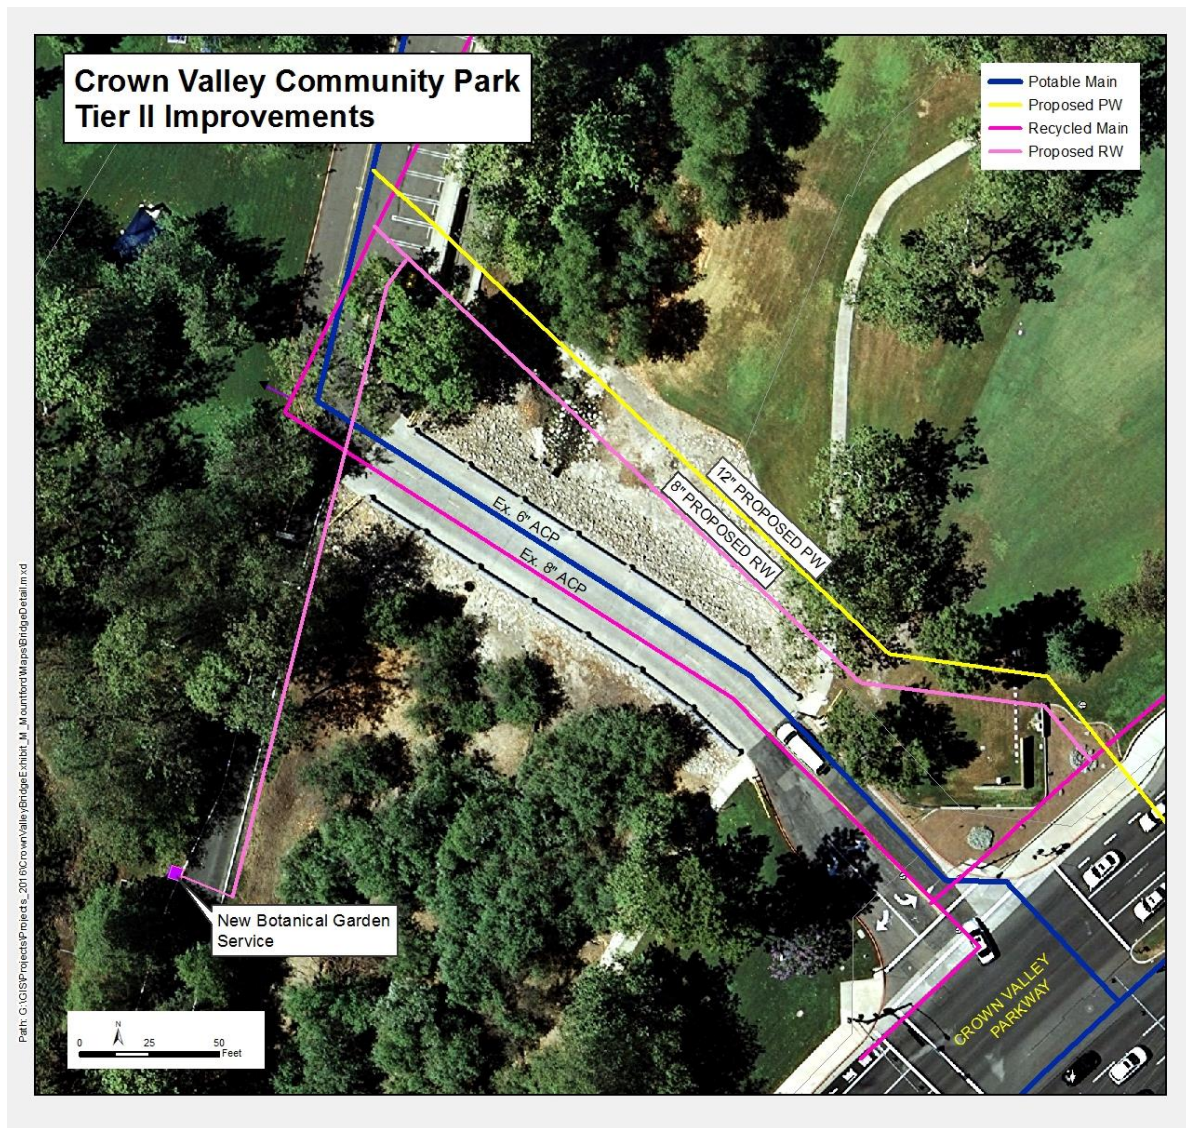 Crown Valley Community Park
Tier II Improvements
Potable Main
Proposed PW
Recycled Main
Proposed RW
12" PROPOSED PW
8" PROPOSED RW
Ex. 6" ACP
Ex. 8" ACP
New Botanical Garden
Service
CROWN VALLEY
PARKWAY
N
0 25 50
Feet
Path: G:\GIS\Projects\Projects_2016\CrownValleyBridgeExhibit_M_Mountford\Maps\BridgeDetail.mxd